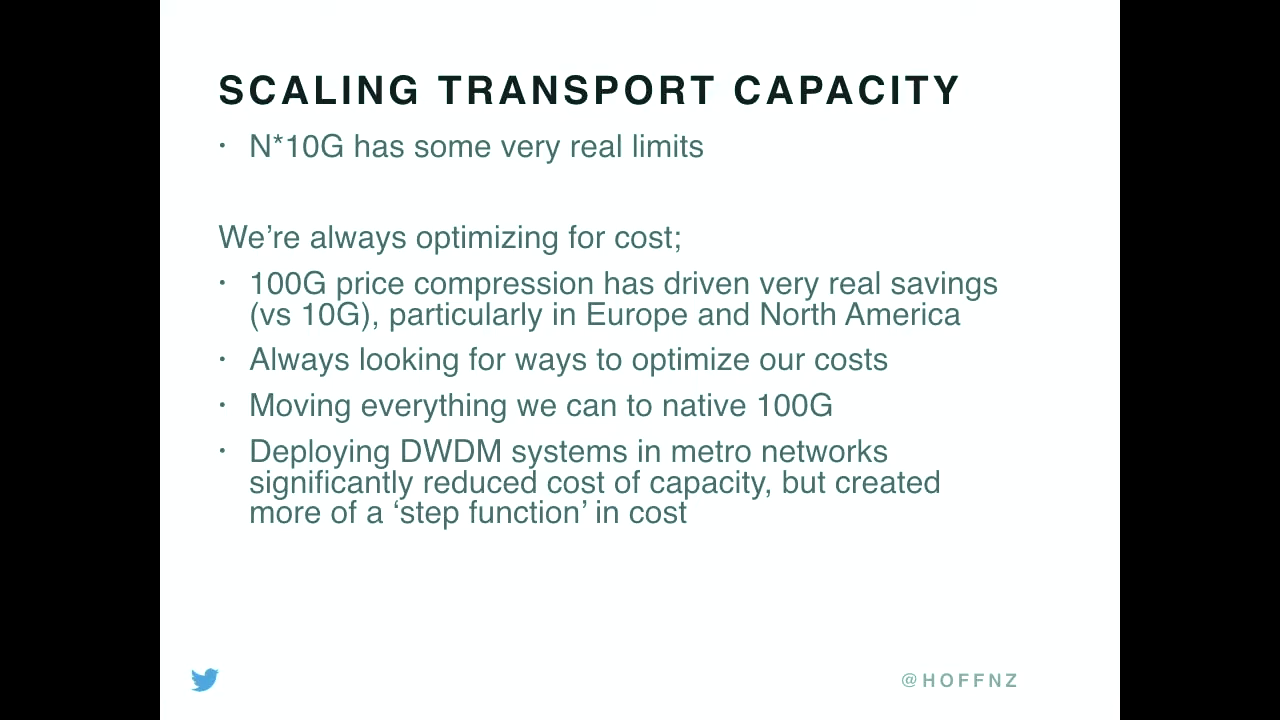 SCALING TRANSPORT CAPACITY
• N*10G has some very real limits
We’re always optimizing for cost;
• 100G price compression has driven very real savings
(vs 10G), particularly in Europe and North America
• Always looking for ways to optimize our costs
• Moving everything we can to native 100G
• Deploying DWDM systems in metro networks
significantly reduced cost of capacity, but created
more of a ‘step function’ in cost
@HOFFNZ